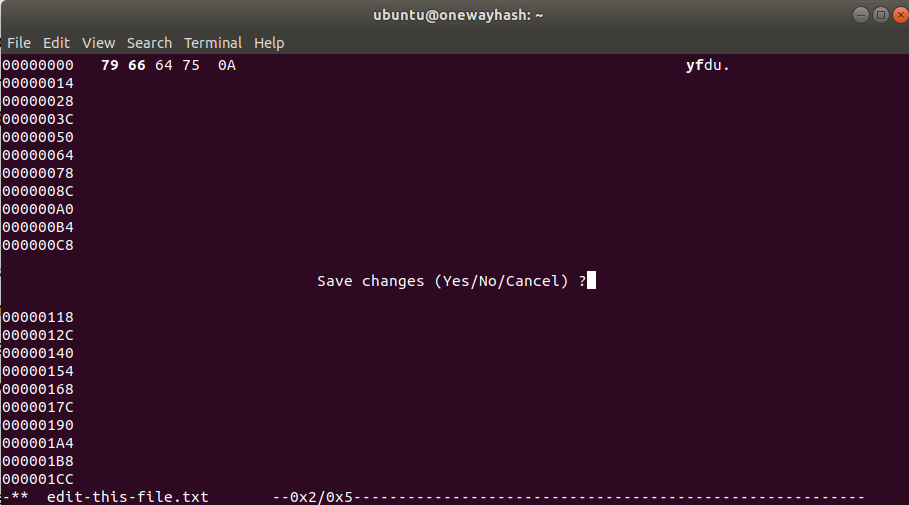 ubuntu@onewayhash: ~
File Edit View Search Terminal Help
00000000   79 66 64 75  0A                                                  yfdu.
00000014
00000028
0000003C
00000050
00000064
00000078
0000008C
000000A0
000000B4
000000C8
Save changes (Yes/No/Cancel) ?
00000118
0000012C
00000140
00000154
00000168
0000017C
00000190
000001A4
000001B8
000001CC
-**  edit-this-file.txt       --0x2/0x5---------------------------------------------------------